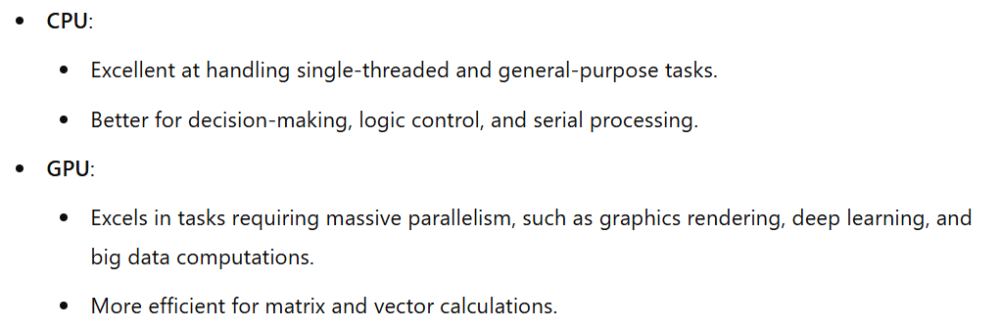 • CPU:
• Excellent at handling single-threaded and general-purpose tasks.
• Better for decision-making, logic control, and serial processing.
• GPU:
• Excels in tasks requiring massive parallelism, such as graphics rendering, deep learning, and
big data computations.
• More efficient for matrix and vector calculations.